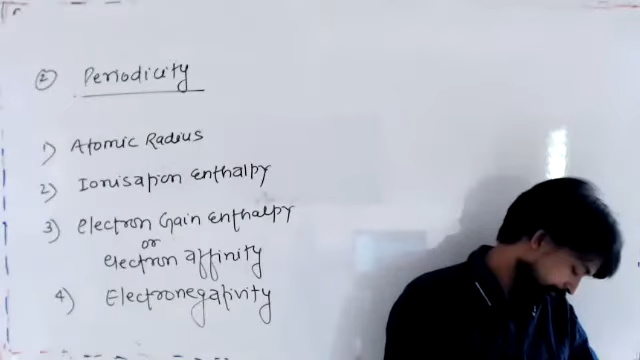 ② Periodicity
1) Atomic Radius
2) Ionisation Enthalpy
3) Electron Gain Enthalpy
or
electron affinity
4) Electronegativity